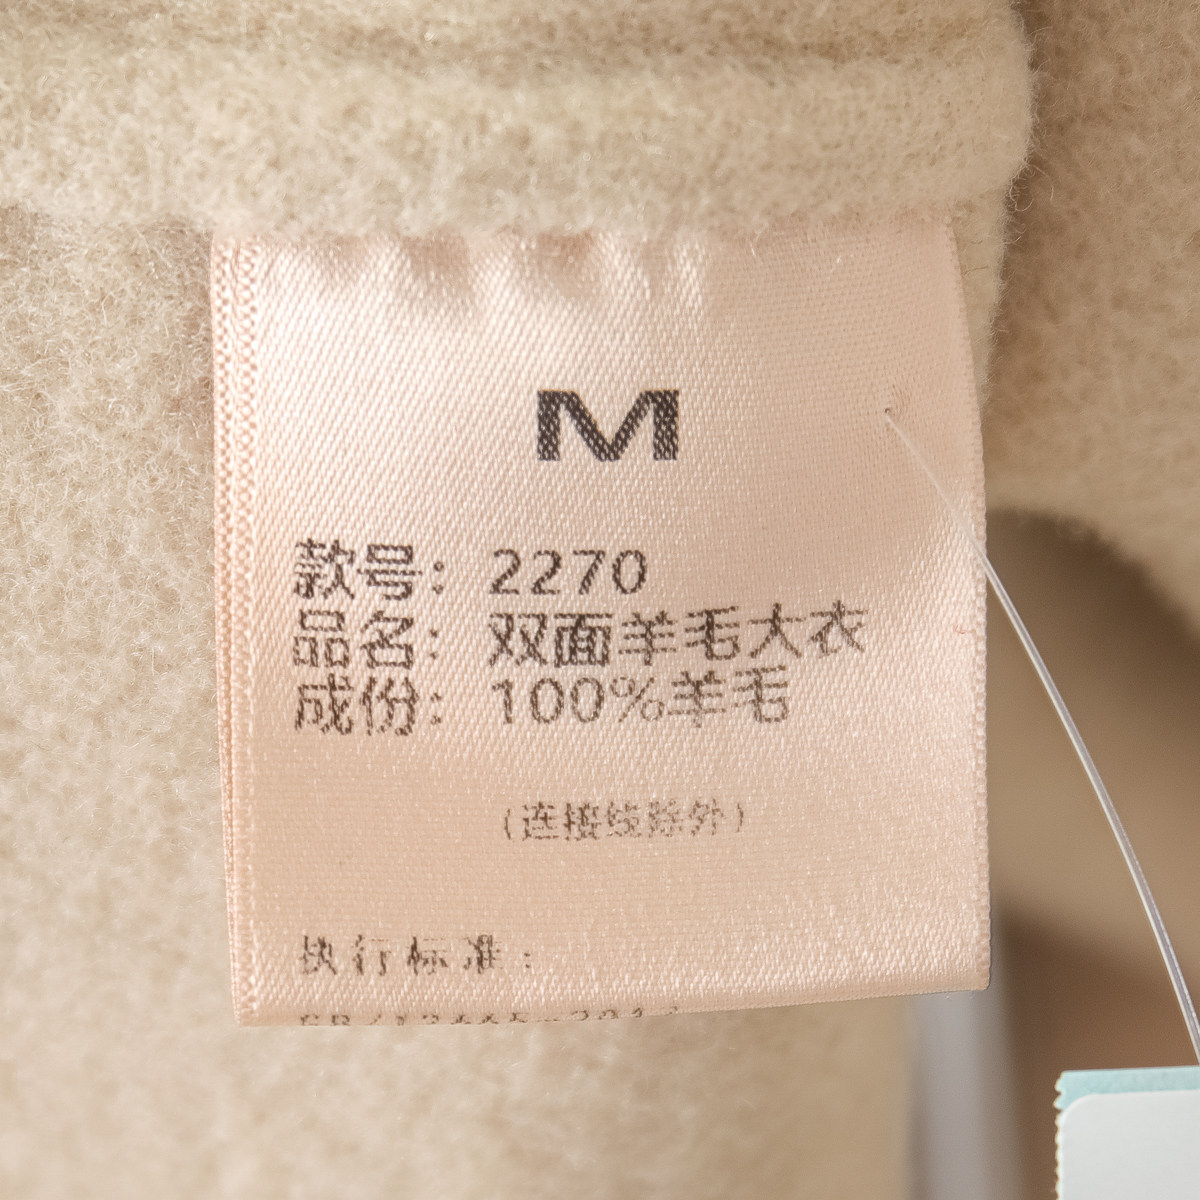 M
款号：2270
品名：双面羊毛大衣
成份：100%羊毛
（连接线除外）
执行标准：